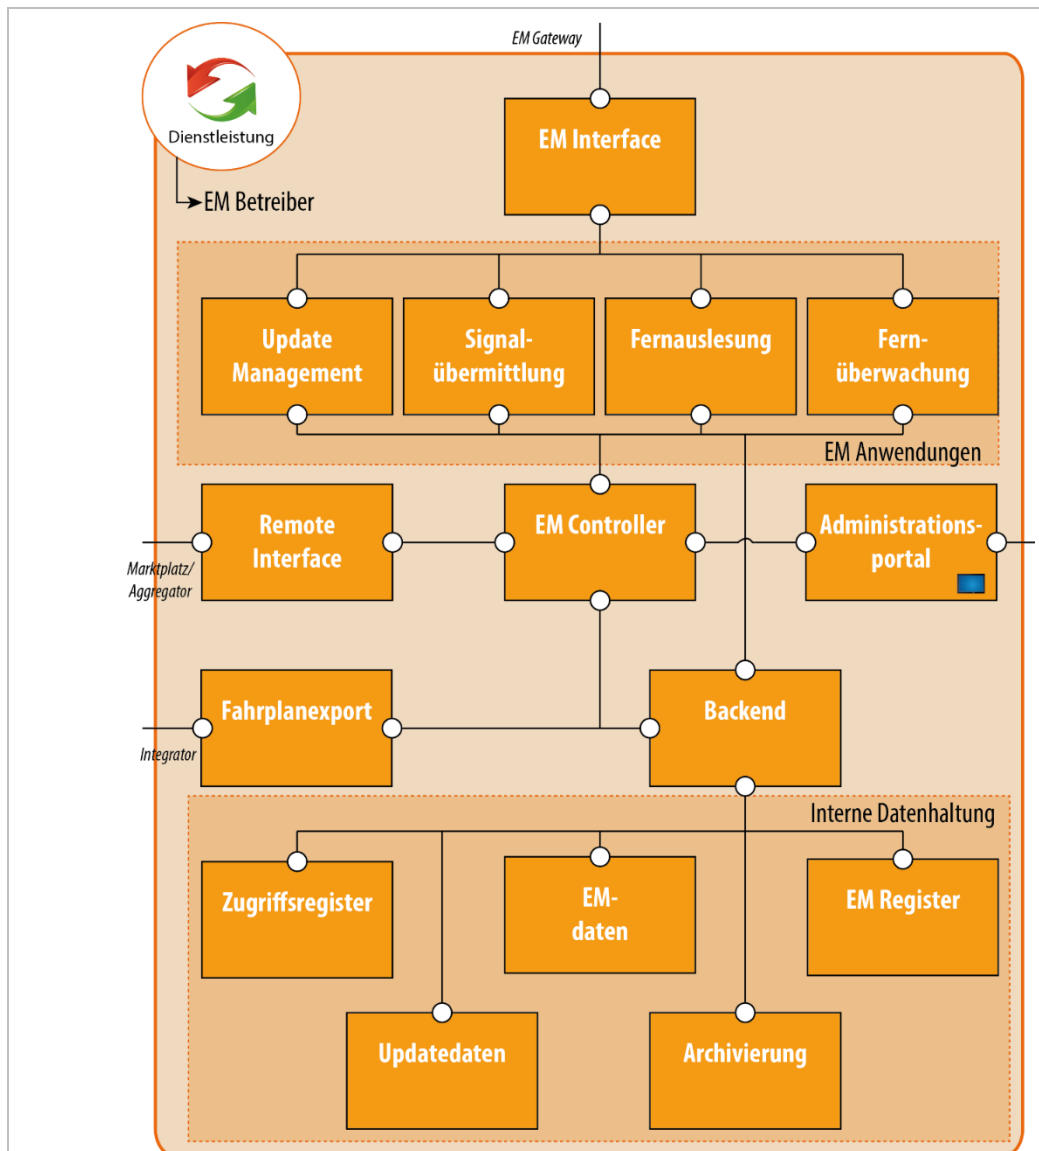 EM Gateway
Dienstleistung
EM Betreiber
EM Interface
Update
Management
Signal-
übermittlung
Fernauslesung
Fern-
überwachung
EM Anwendungen
Remote
Interface
EM Controller
Administrations-
portal
Marktplatz/
Aggregator
Fahrplanexport
Backend
Integrator
Interne Datenhaltung
Zugriffsregister
EM-
daten
EM Register
Updatedaten
Archivierung